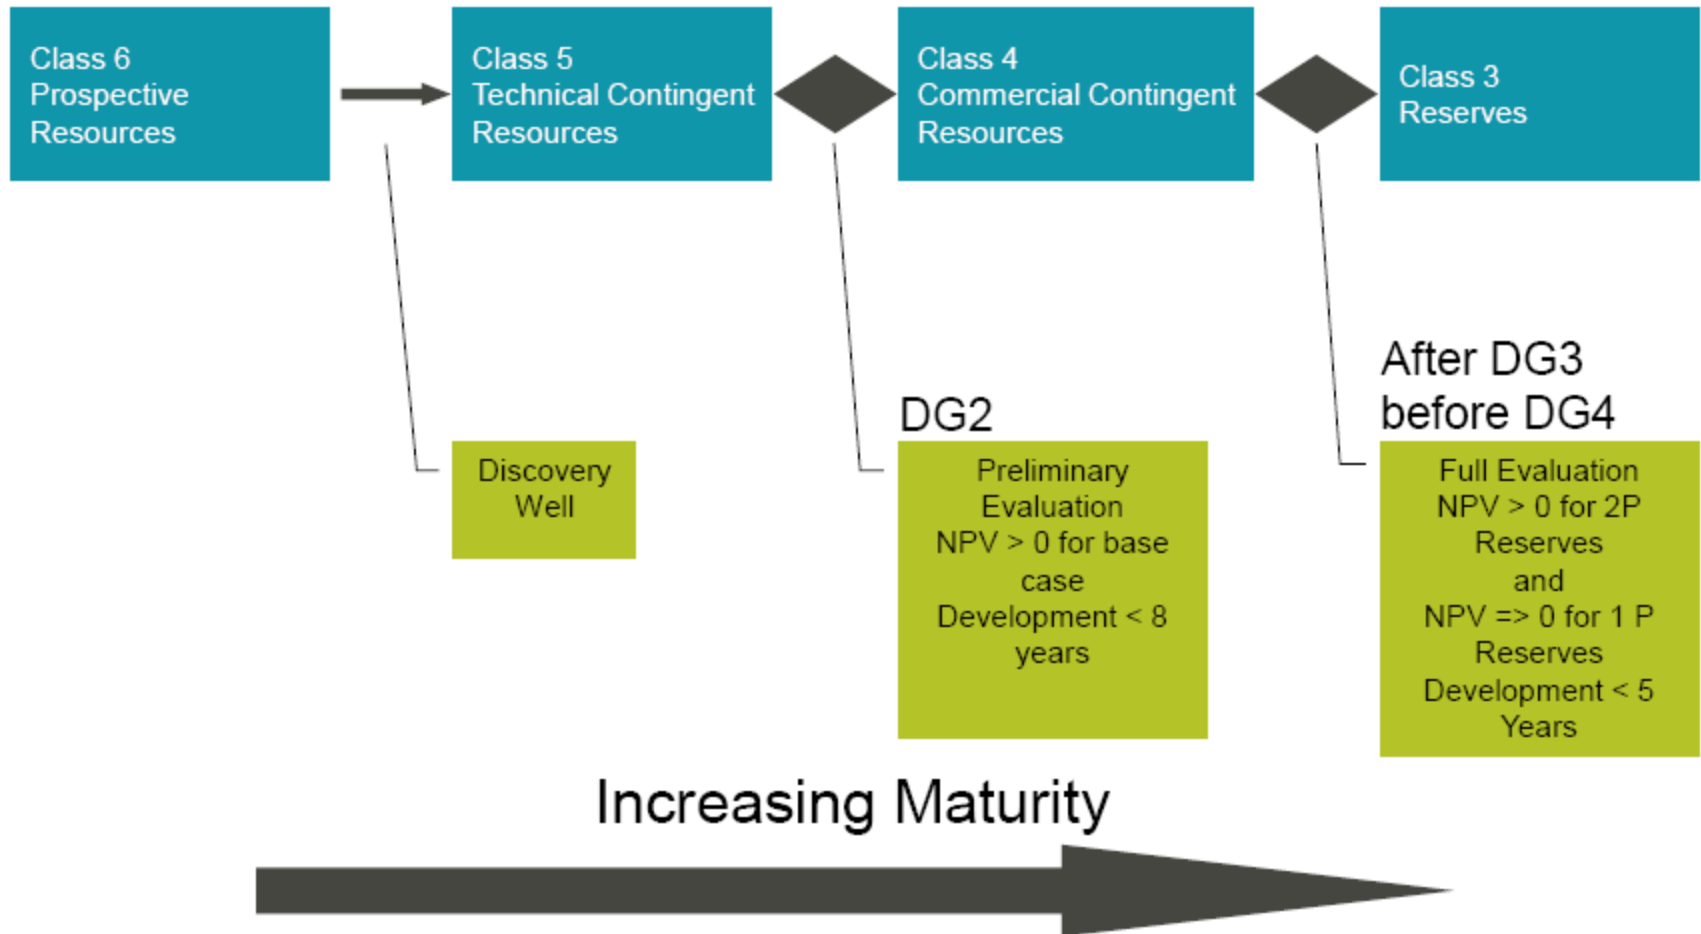 Class 6
Prospective
Resources
Class 5
Technical Contingent
Resources
Class 4
Commercial Contingent
Resources
Class 3
Reserves
Discovery
Well
DG2
Preliminary
Evaluation
NPV > 0 for base
case
Development < 8
years
After DG3
before DG4
Full Evaluation
NPV > 0 for 2P
Reserves
and
NPV => 0 for 1 P
Reserves
Development < 5
Years
Increasing Maturity